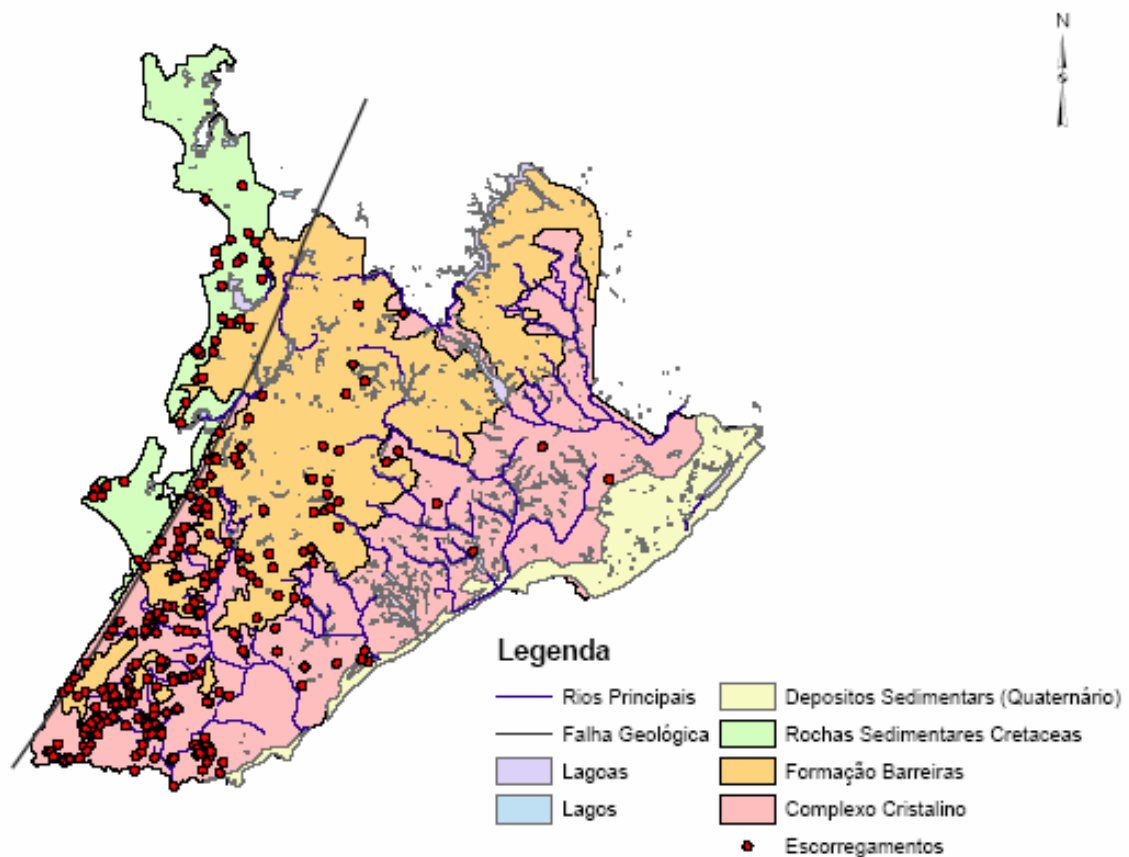 N
Legenda
Rios Principais
Falha Geológica
Lagoas
Lagos
Depositos Sedimentars (Quaternário)
Rochas Sedimentares Cretaceas
Formação Barreiras
Complexo Cristalino
Escorregamentos